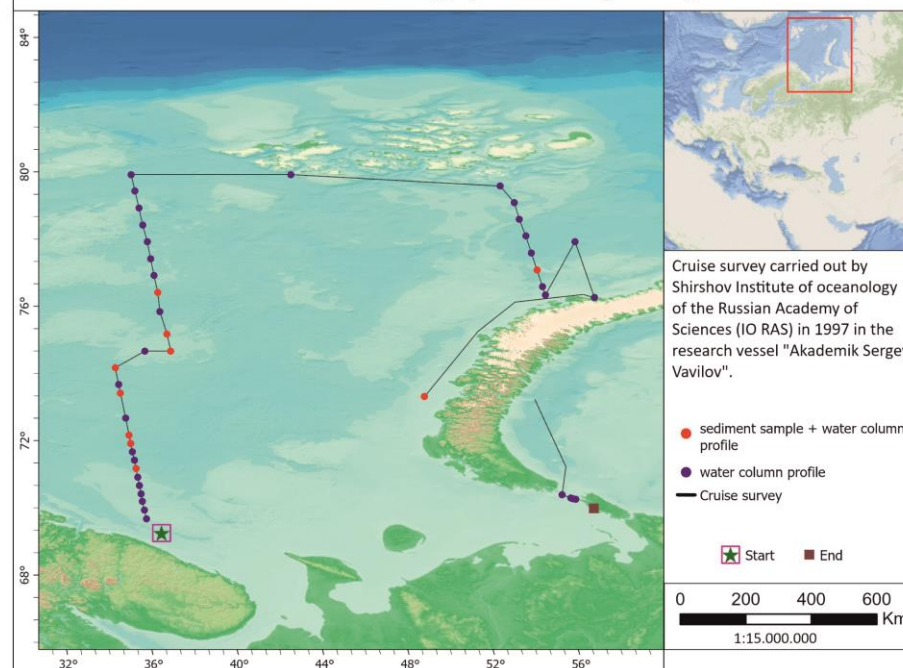 84°
80°
76°
72°
68°
32°
36°
40°
44°
48°
52°
56°
Cruise survey carried out by
Shirshov Institute of oceanology
of the Russian Academy of
Sciences (IO RAS) in 1997 in the
research vessel "Akademik Sergey
Vavilov".
sediment sample + water column
profile
water column profile
Cruise survey
Start End
0 200 400 600
Km
1:15.000.000